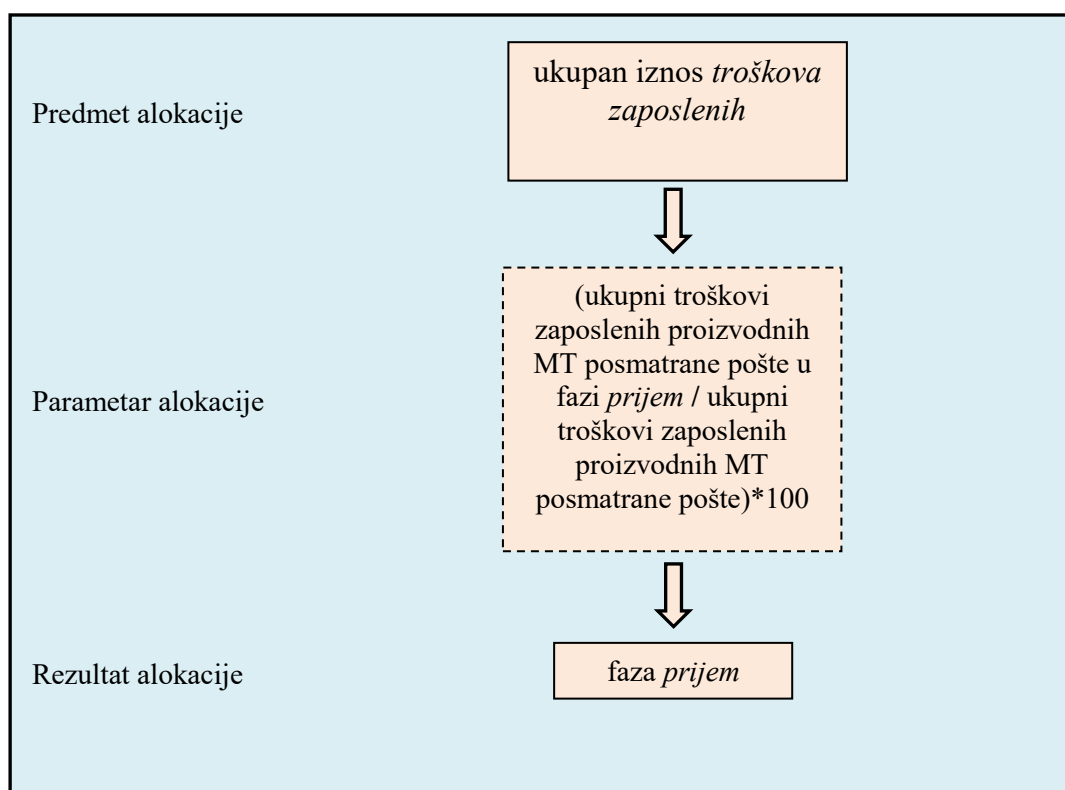 Predmet alokacije
ukupan iznos troškova
zaposlenih
Parametar alokacije
(ukupni troškovi
zaposlenih proizvodnih
MT posmatrane pošte u
fazi prijem / ukupni
troškovi zaposlenih
proizvodnih MT
posmatrane pošte)*100
Rezultat alokacije
faza prijem